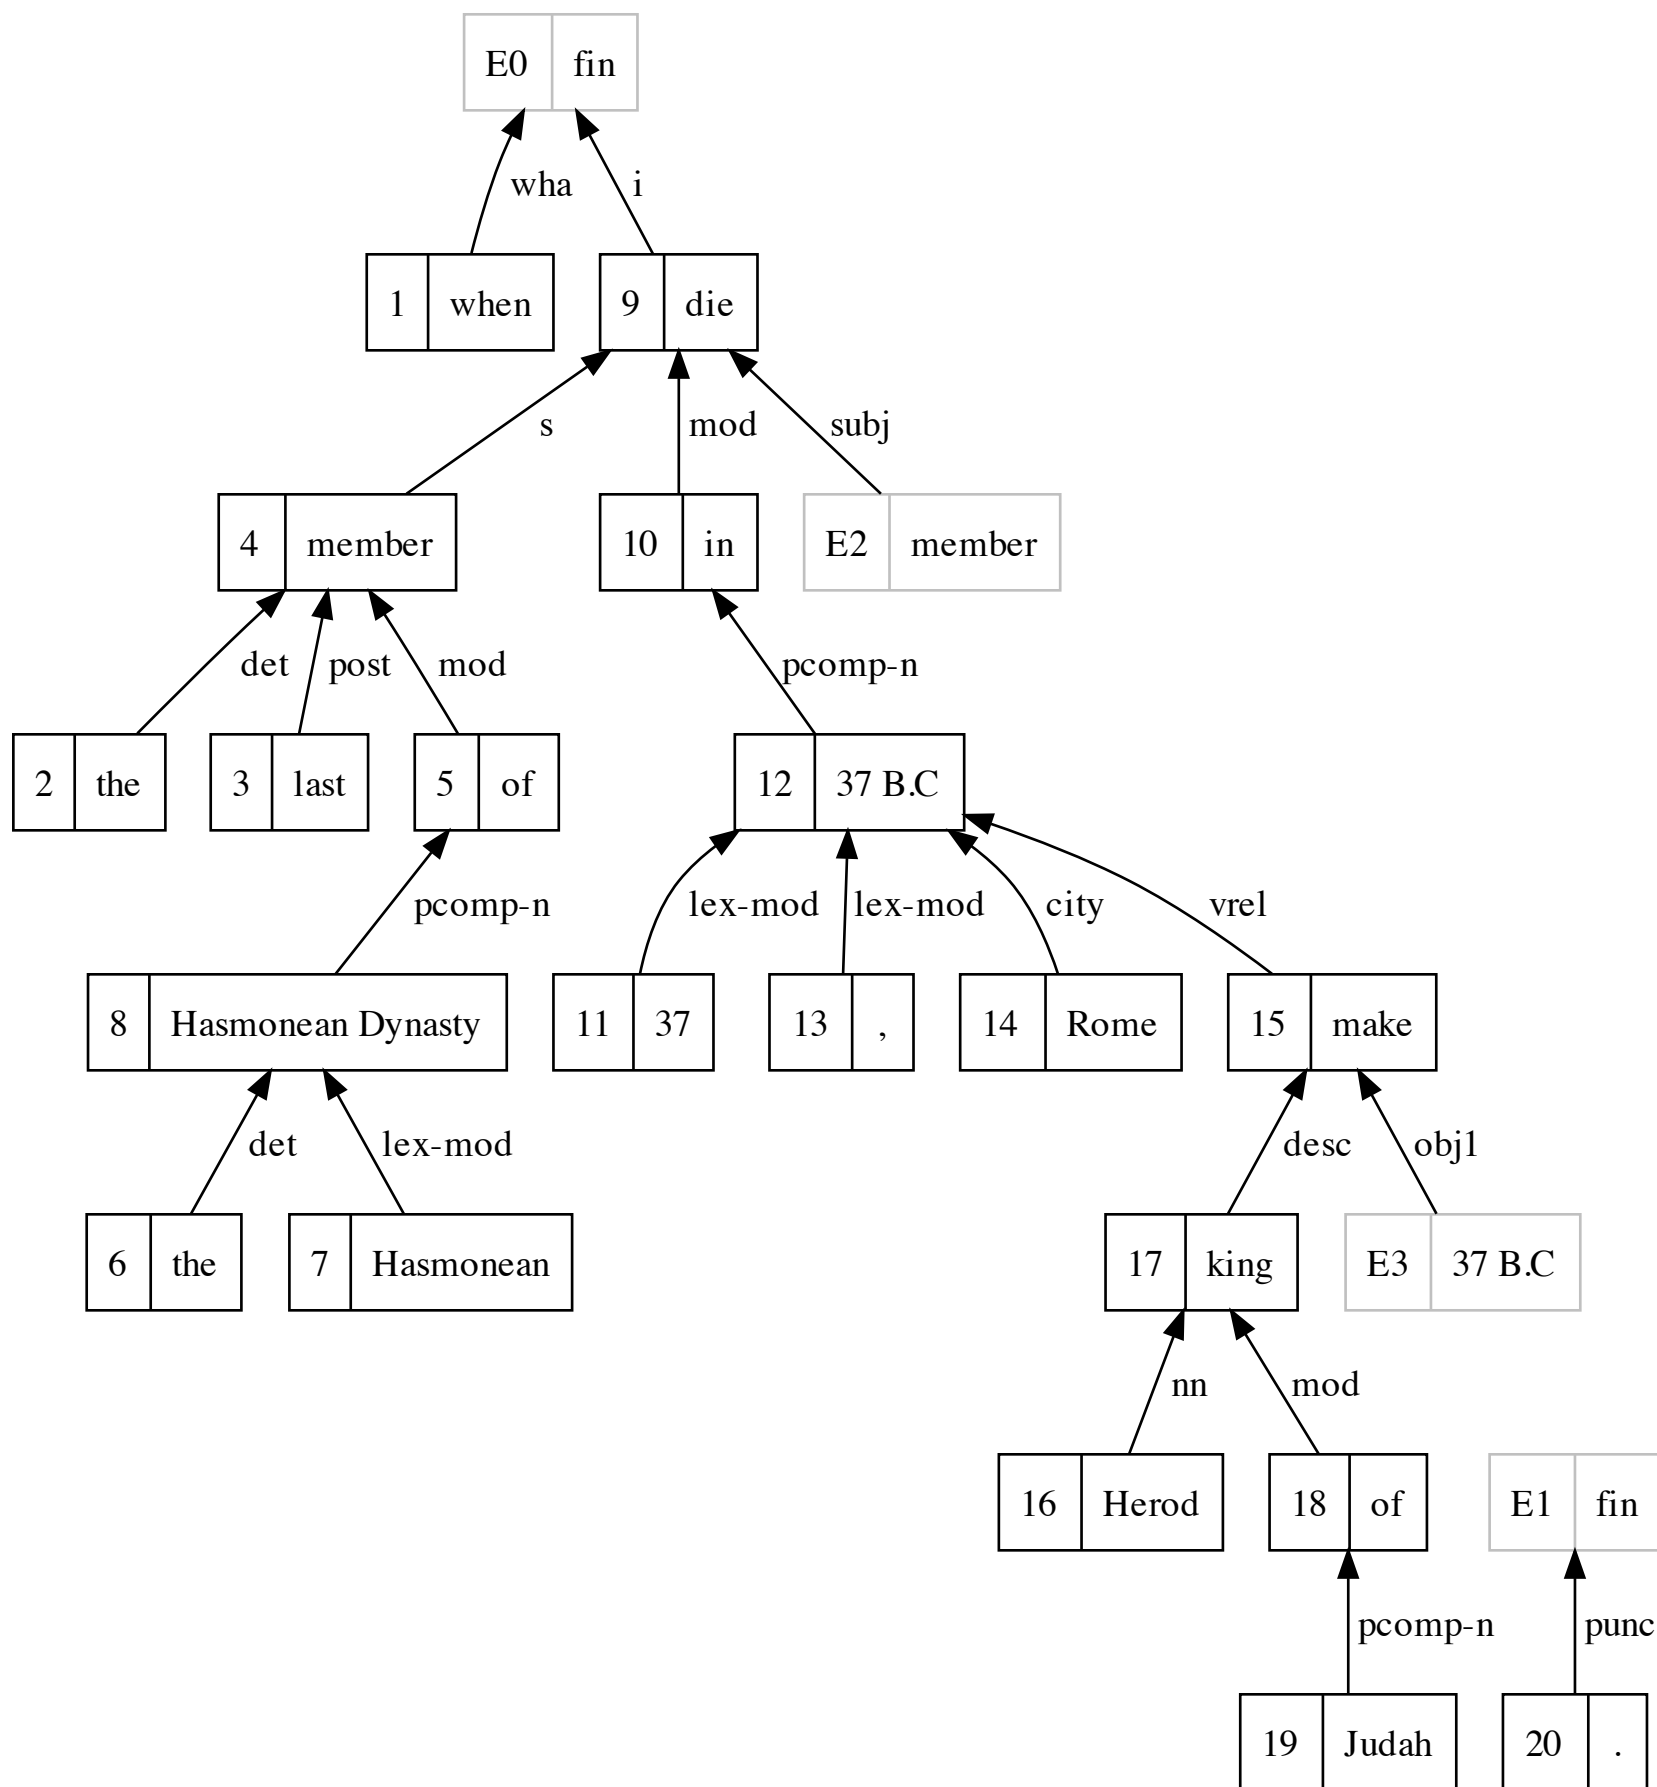 E0 fin
wha i
1 when 9 die
s mod subj
4 member 10 in E2 member
det post mod pcomp-n
2 the 3 last 5 of 12 37 B.C
pcomp-n lex-mod lex-mod city vrel
8 Hasmonean Dynasty 11 37 13 , 14 Rome 15 make
det lex-mod desc obj1
6 the 7 Hasmonean 17 king E3 37 B.C
nn mod
16 Herod 18 of E1 fin
pcomp-n punc
19 Judah 20 .